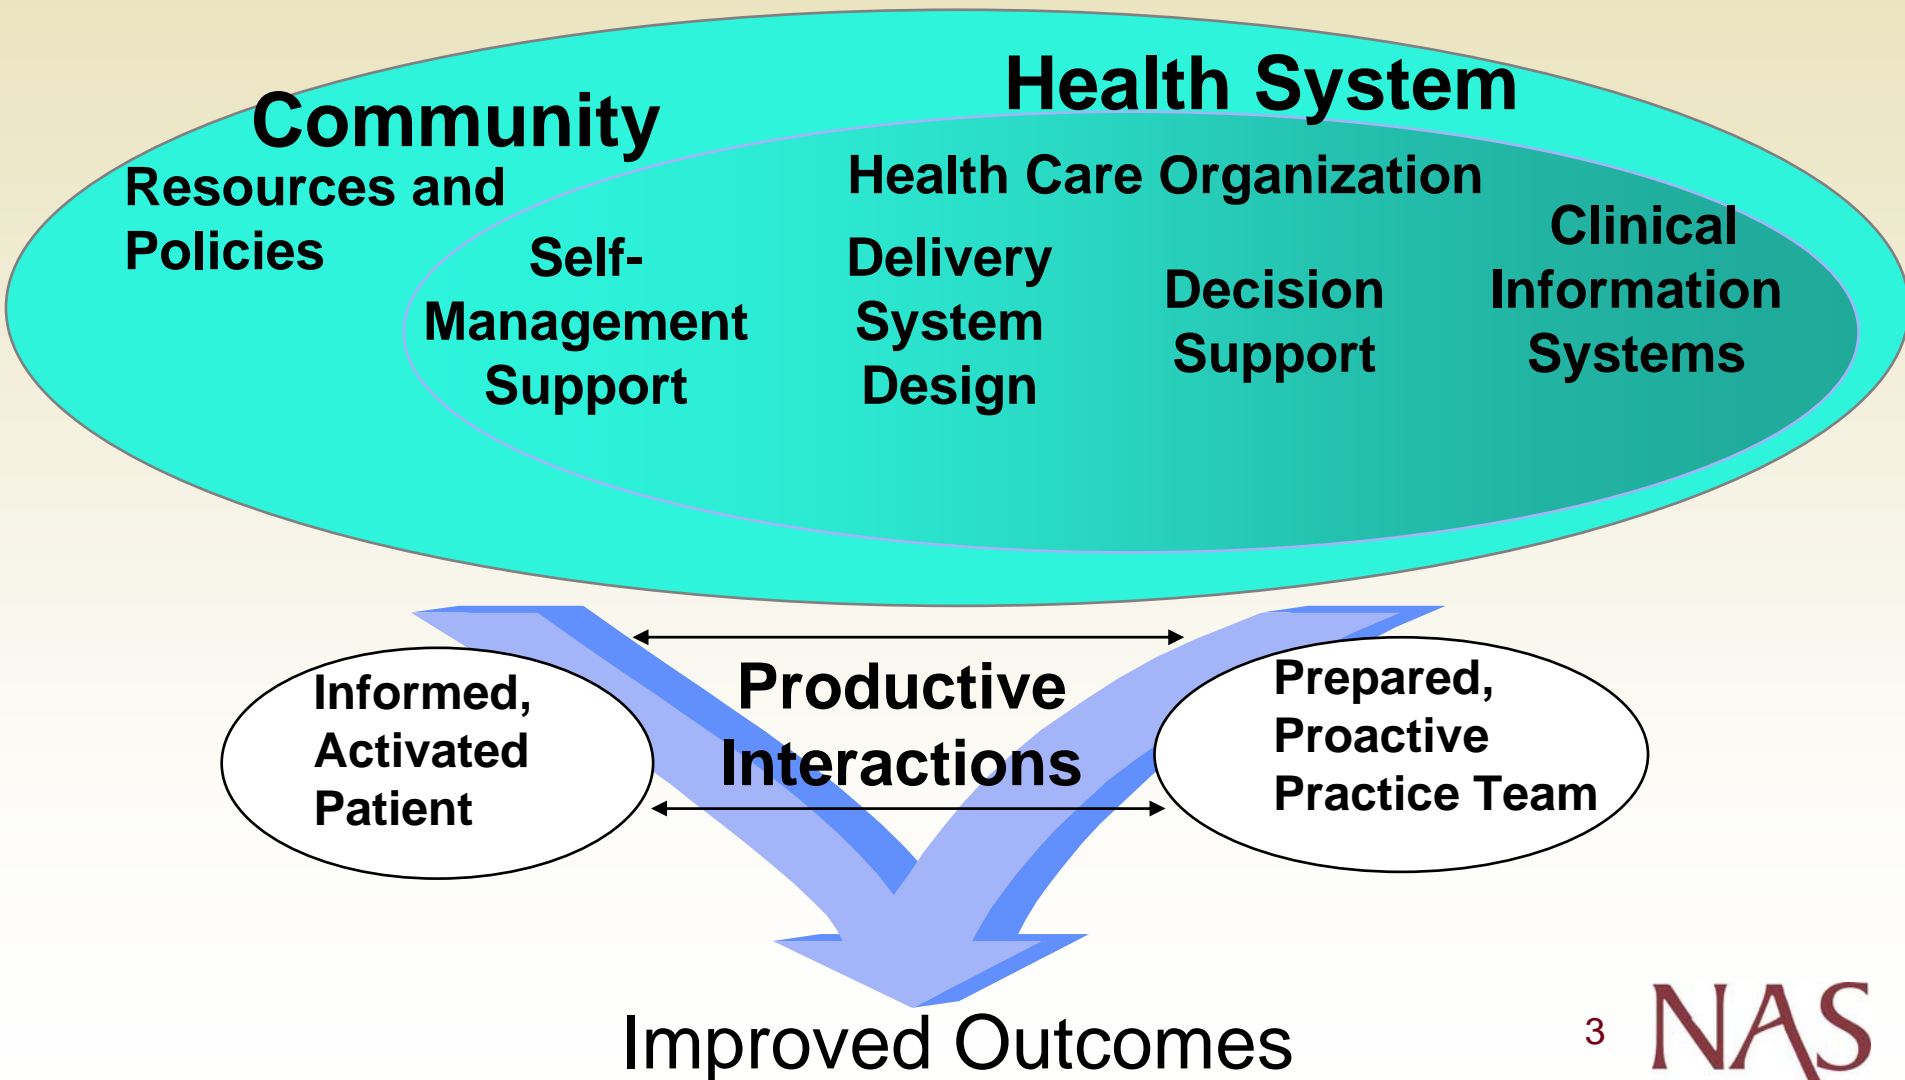 Community
Resources and
Policies
Health System
Health Care Organization
Self-
Management
Support
Delivery
System
Design
Decision
Support
Clinical
Information
Systems
Informed,
Activated
Patient
Productive
Interactions
Prepared,
Proactive
Practice Team
Improved Outcomes
3
NAS